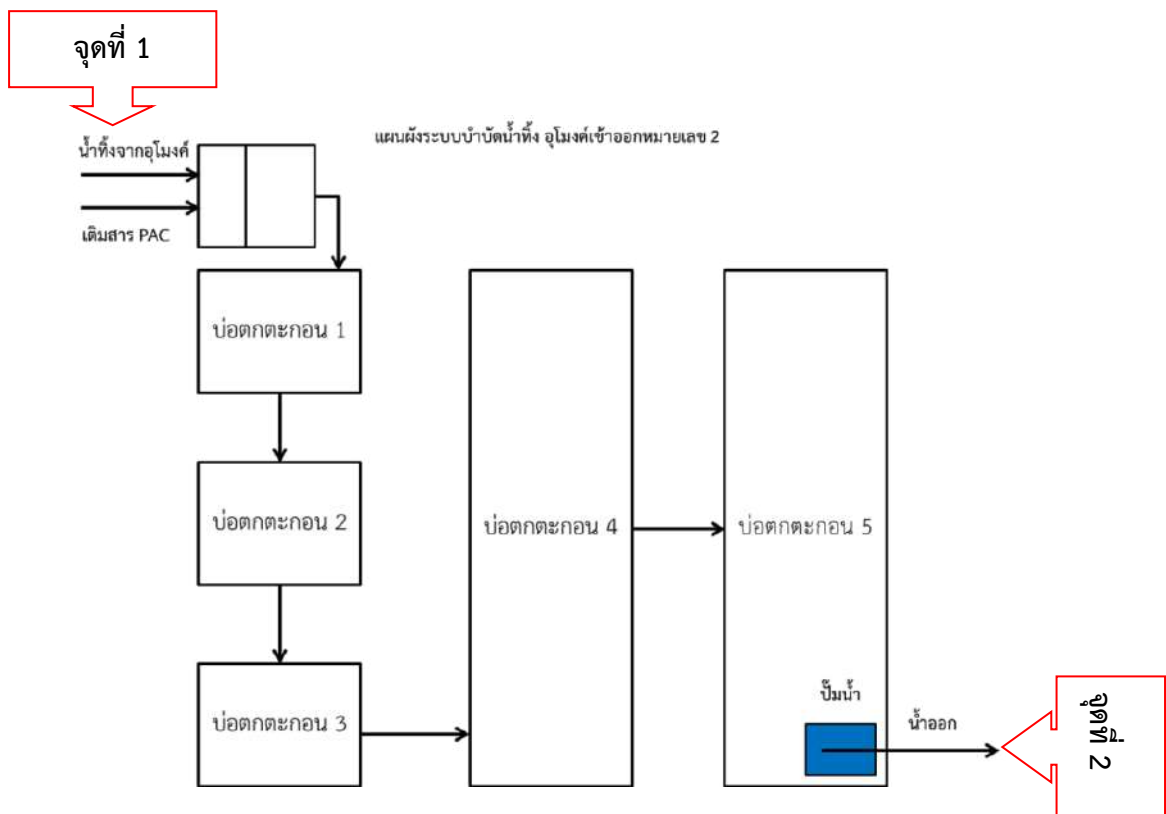 จุดที่ 1
แผนผังระบบบำบัดน้ำทิ้ง อุโมงค์เข้าออกหมายเลข 2
น้ำทิ้งจากอุโมงค์
เติมสาร PAC
บ่อตกตะกอน 1
บ่อตกตะกอน 2
บ่อตกตะกอน 4
บ่อตกตะกอน 5
บ่อตกตะกอน 3
ปั๊มน้ำ
น้ำออก
จุดที่ 2